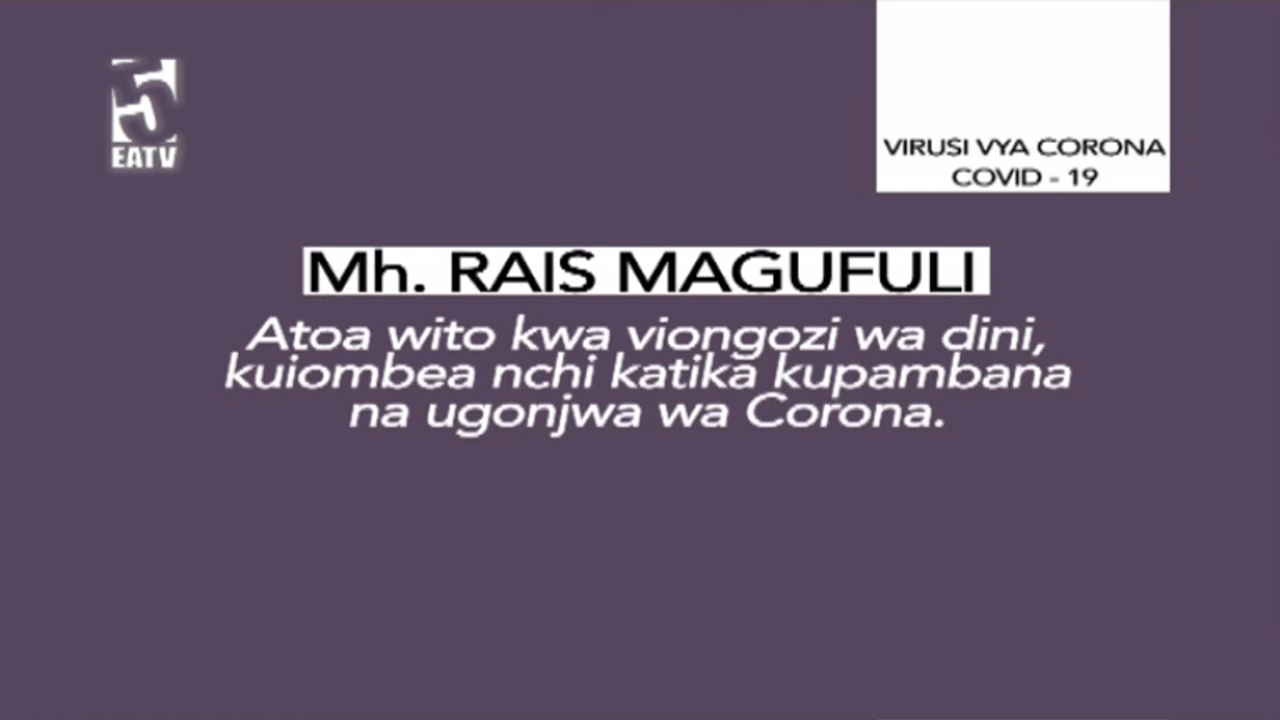 5
EATV
VIRUSI VYA CORONA
COVID - 19
Mh. RAIS MAGUFULI
Atoa wito kwa viongozi wa dini,
kuiombea nchi katika kupambana
na ugonjwa wa Corona.